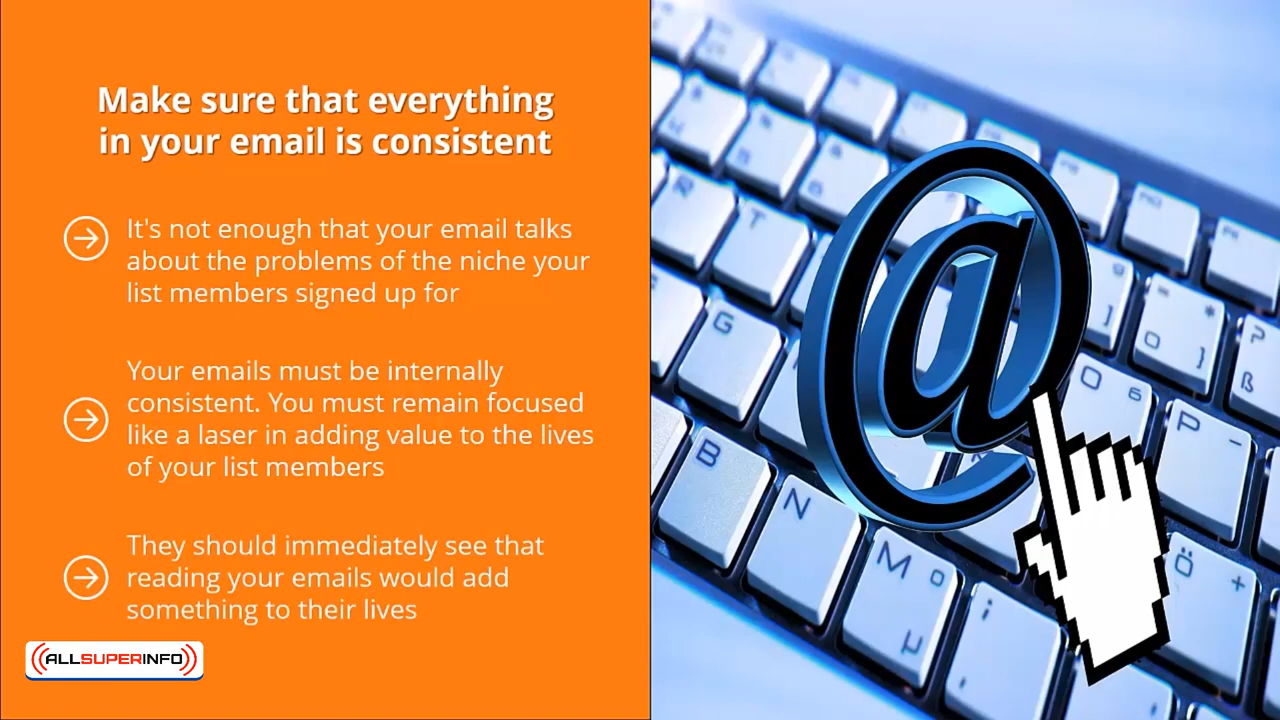 Make sure that everything
in your email is consistent
It's not enough that your email talks
about the problems of the niche your
list members signed up for
Your emails must be internally
consistent. You must remain focused
like a laser in adding value to the lives
of your list members
They should immediately see that
reading your emails would add
something to their lives
ALLSUPERINFO
@
R T
G
B N M
O
P
Ö +
µ